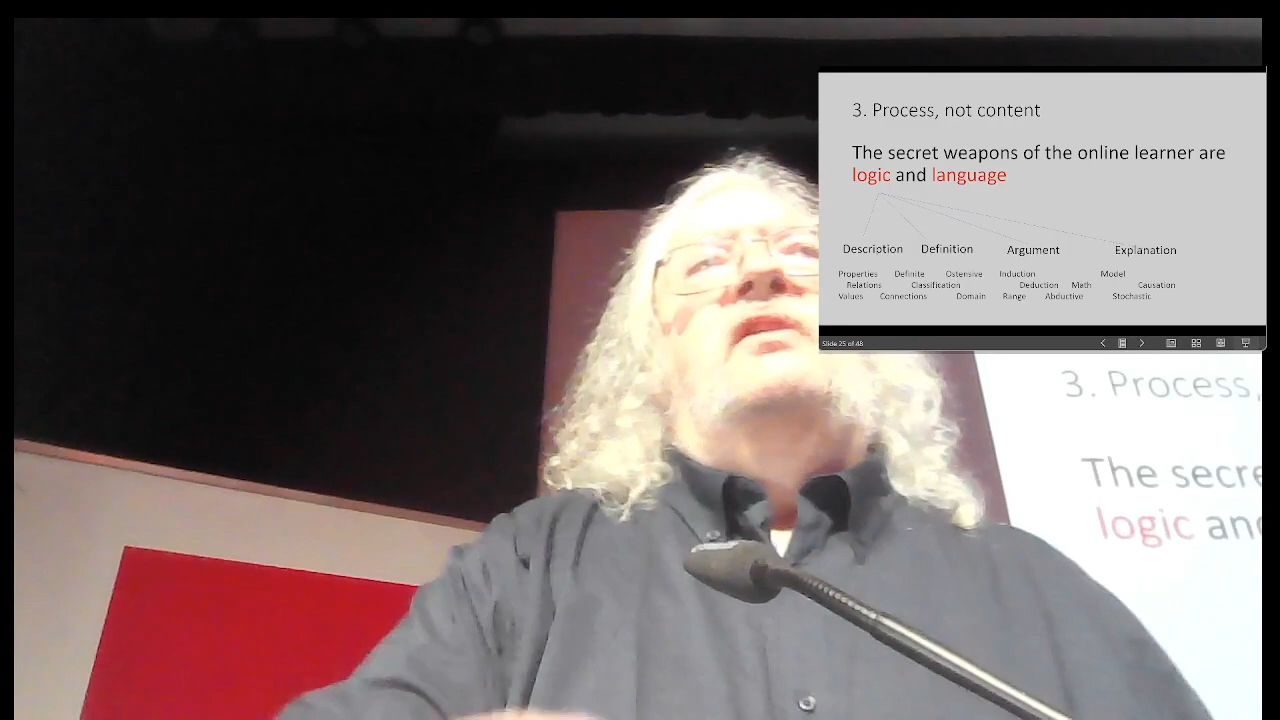 3. Process, not content
The secret weapons of the online learner are
logic and language
Description Definition Argument Explanation
Properties Definite Ostensive Induction Model
Relations Classification Deduction Math Causation
Values Connections Domain Range Abductive Stochastic
Slide 25 of 48
3. Process,
The secre
logic and